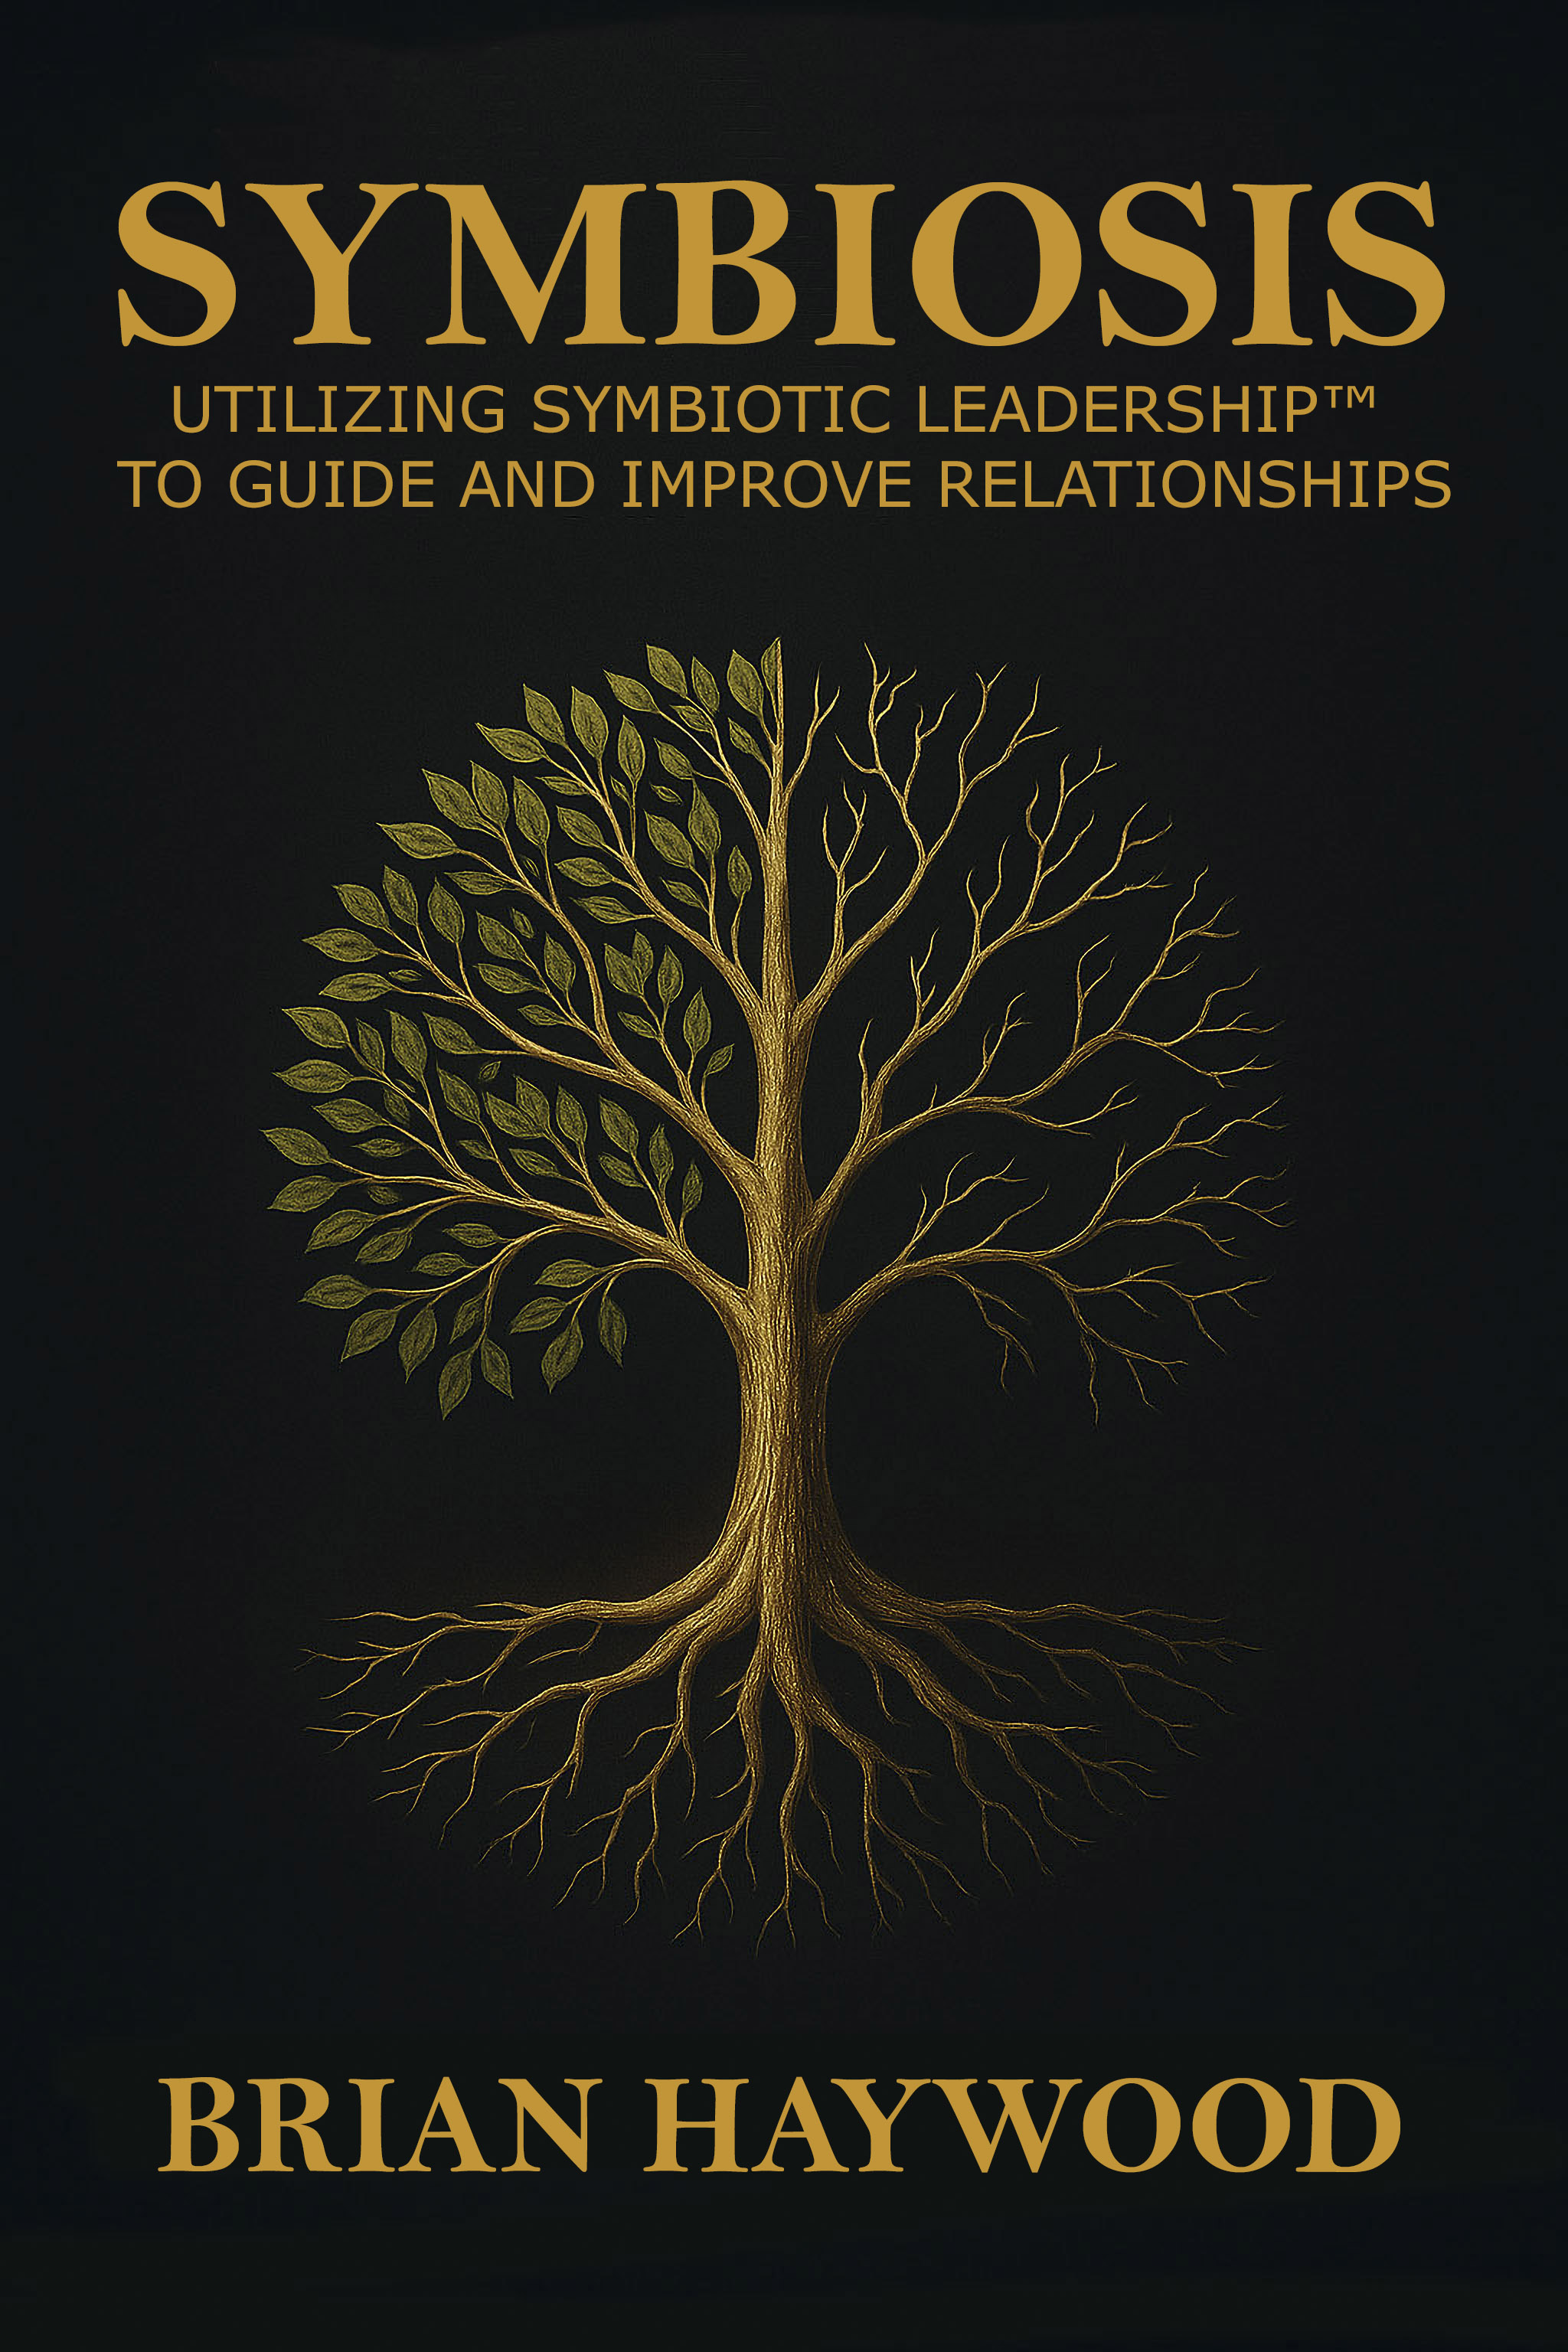 SYMBIOSIS
UTILIZING SYMBIOTIC LEADERSHIP™
TO GUIDE AND IMPROVE RELATIONSHIPS
BRIAN HAYWOOD